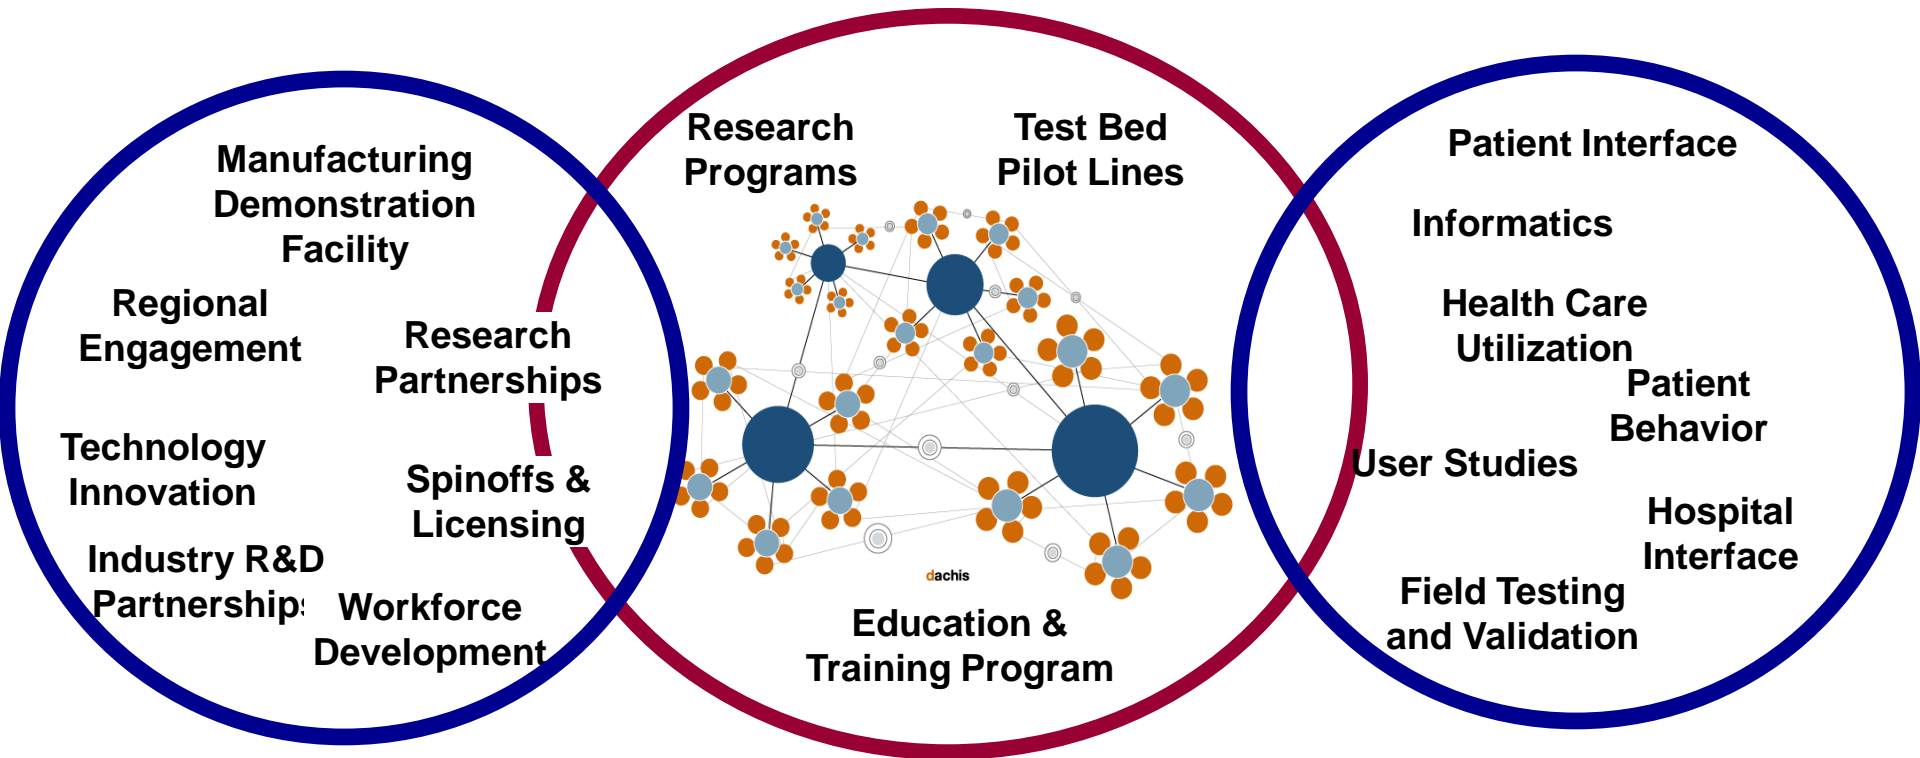 Manufacturing
Demonstration
Facility
Regional
Engagement
Research
Partnerships
Technology
Innovation
Spinoffs &
Licensing
Industry R&D
Partnerships
Workforce
Development
Research
Programs
Test Bed
Pilot Lines
dachis
Education &
Training Program
Patient Interface
Informatics
Health Care
Utilization
Patient
Behavior
User Studies
Hospital
Interface
Field Testing
and Validation